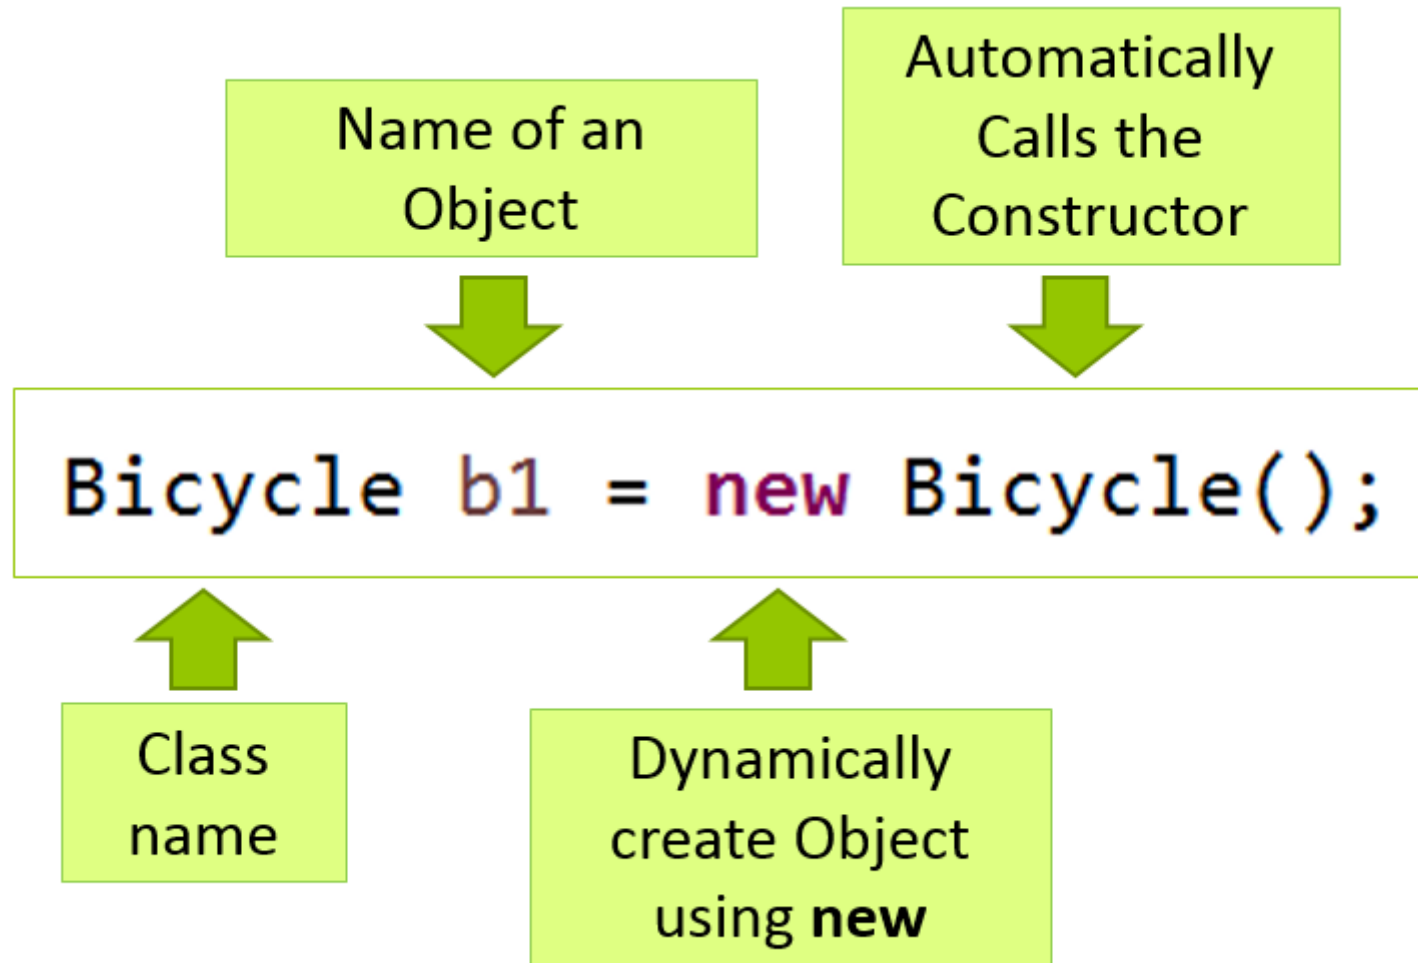 Name of an
Object
Automatically
Calls the
Constructor
Bicycle b1 = new Bicycle();
Class
name
Dynamically
create Object
using new